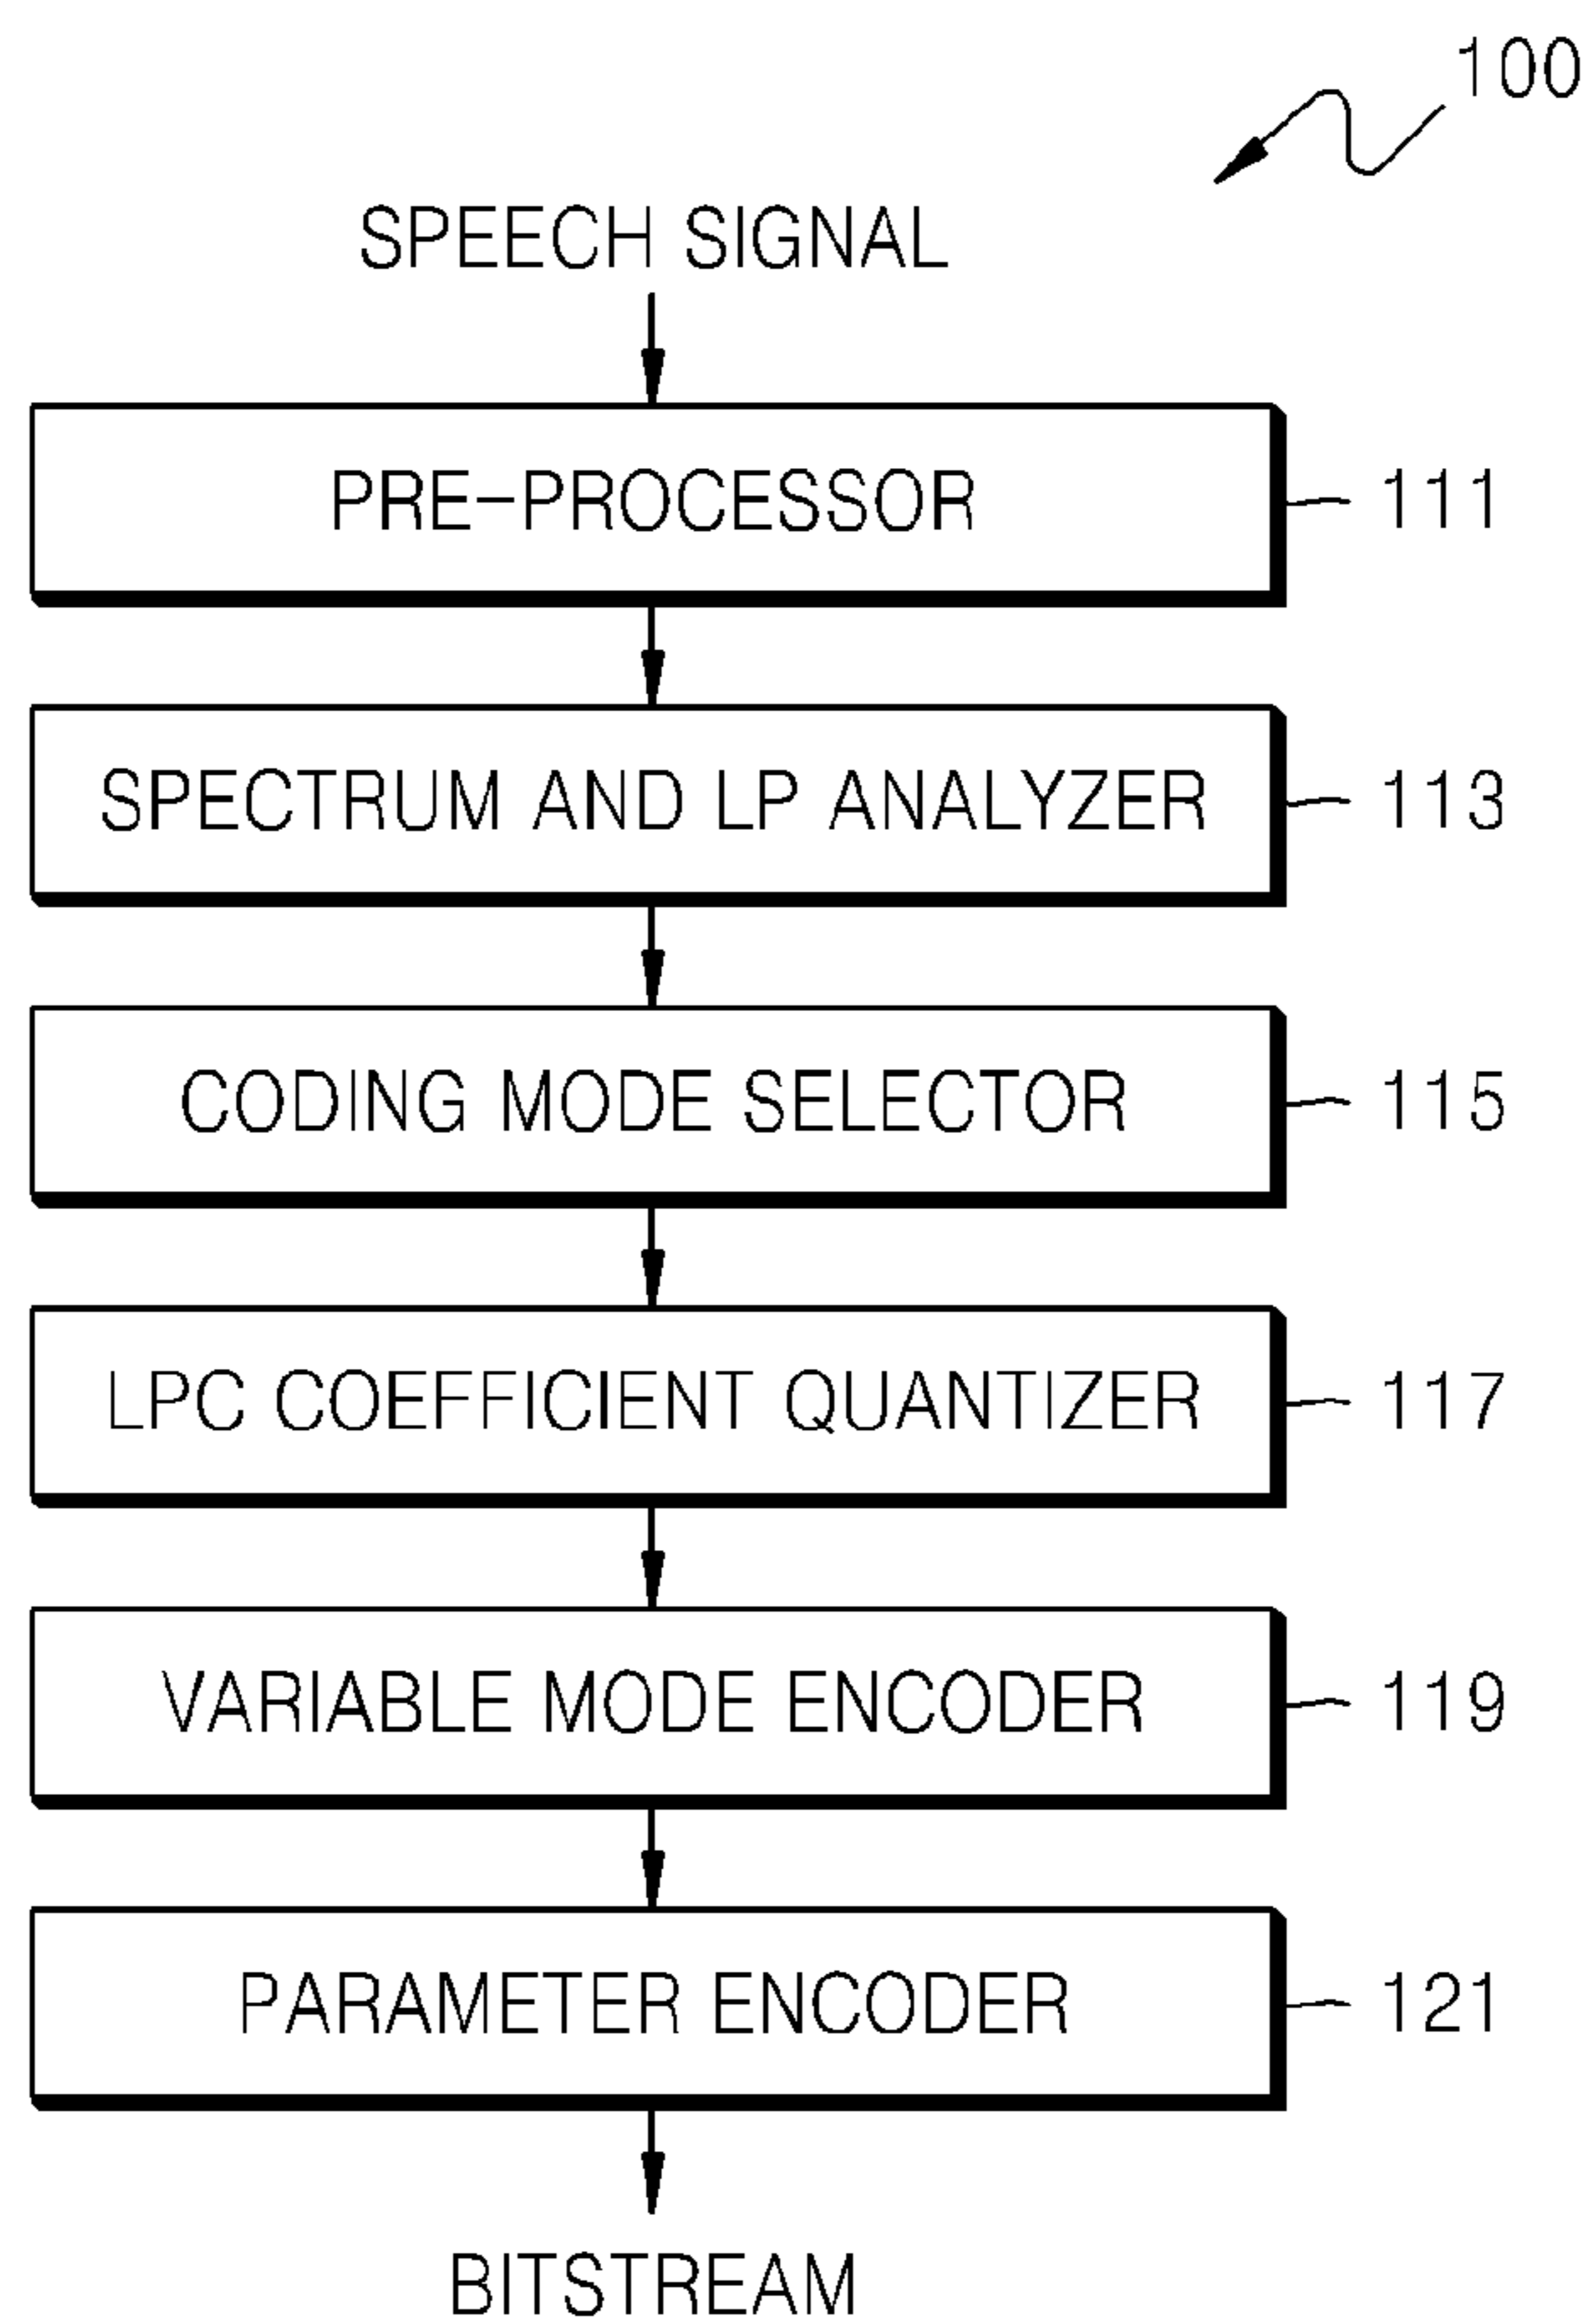 100
SPEECH SIGNAL
PRE-PROCESSOR
111
SPECTRUM AND LP ANALYZER
113
CODING MODE SELECTOR
115
LPC COEFFICIENT QUANTIZER
117
VARIABLE MODE ENCODER
119
PARAMETER ENCODER
121
BITSTREAM